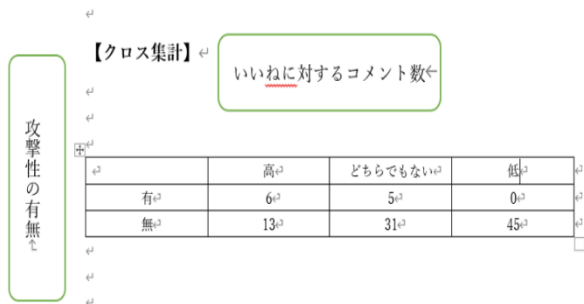 【クロス集計】
いいねに対するコメント数
攻撃性の有無
高 どちらでもない 低
有 6 5 0
無 13 31 45